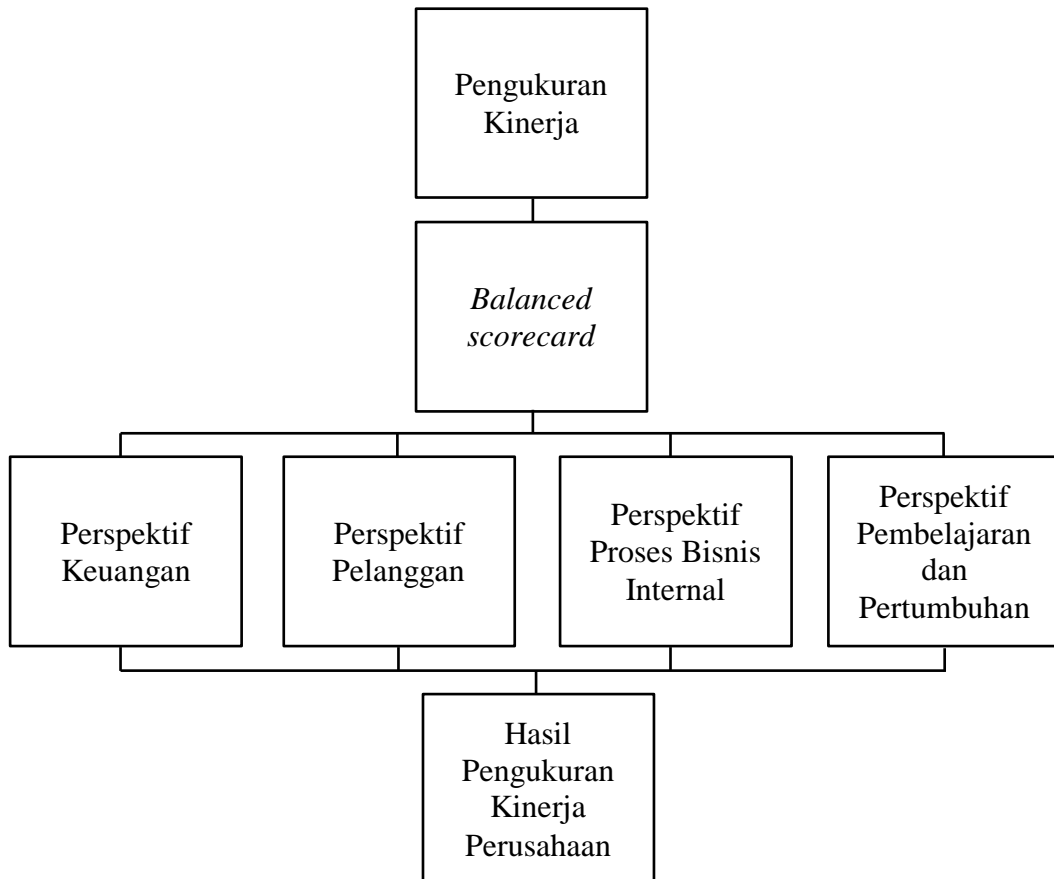 Pengukuran
Kinerja
Balanced
scorecard
Perspektif
Keuangan
Perspektif
Pelanggan
Perspektif
Proses Bisnis
Internal
Perspektif
Pembelajaran
dan
Pertumbuhan
Hasil
Pengukuran
Kinerja
Perusahaan